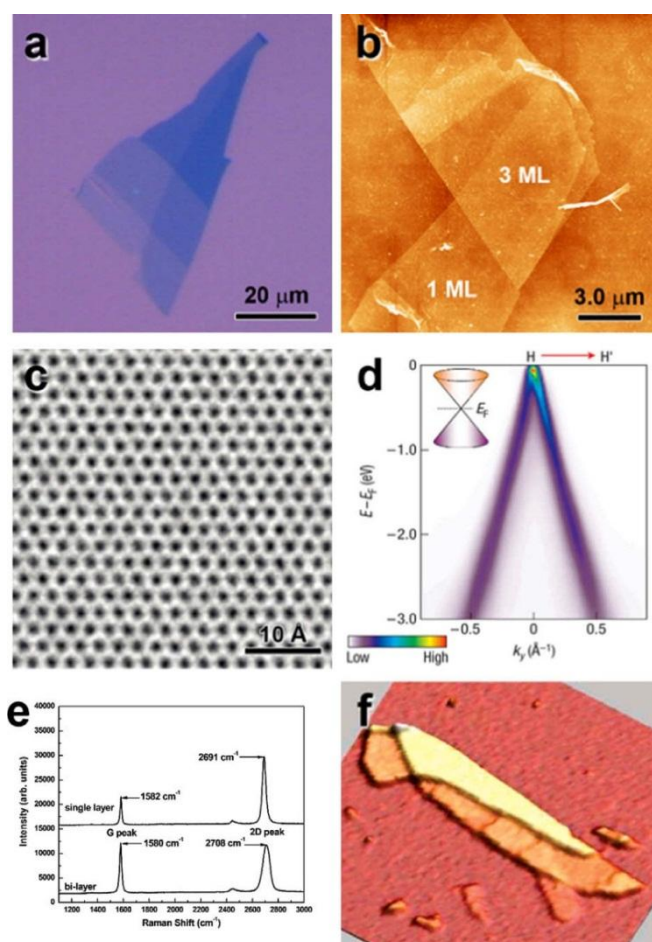 a
20 μm
b
3 ML
1 ML
3.0 μm
c
10 Å
d
H
H'
E_F
0
−1.0
−2.0
−3.0
E − E_F (eV)
−0.5
0
0.5
k_y (Å⁻¹)
Low
High
e
40000
35000
30000
25000
20000
15000
10000
5000
0
Intensity (arb. units)
2691 cm⁻¹
1582 cm⁻¹
single layer
G peak
2D peak
1580 cm⁻¹
2708 cm⁻¹
bi-layer
1200 1400 1600 1800 2000 2200 2400 2600 2800 3000
Raman Shift (cm⁻¹)
f